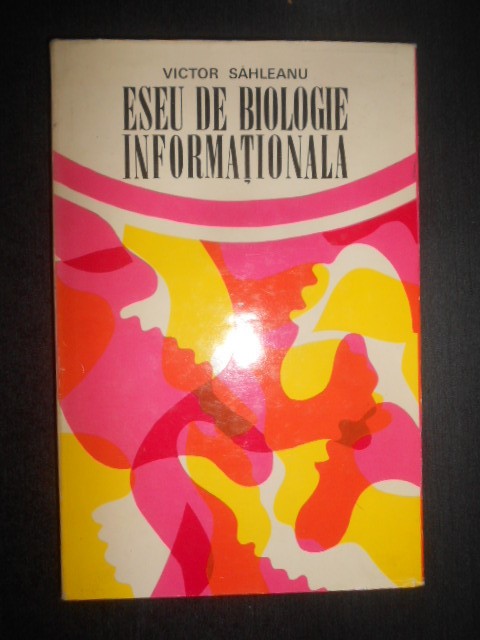 VICTOR SĂHLEANU
ESEU DE BIOLOGIE
INFORMAŢIONALA